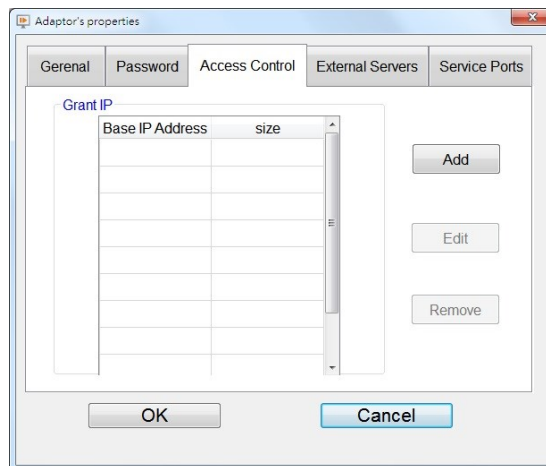 Adaptor's properties
Gerenal Password Access Control External Servers Service Ports
Grant IP
Base IP Address size
Add
Edit
Remove
OK Cancel